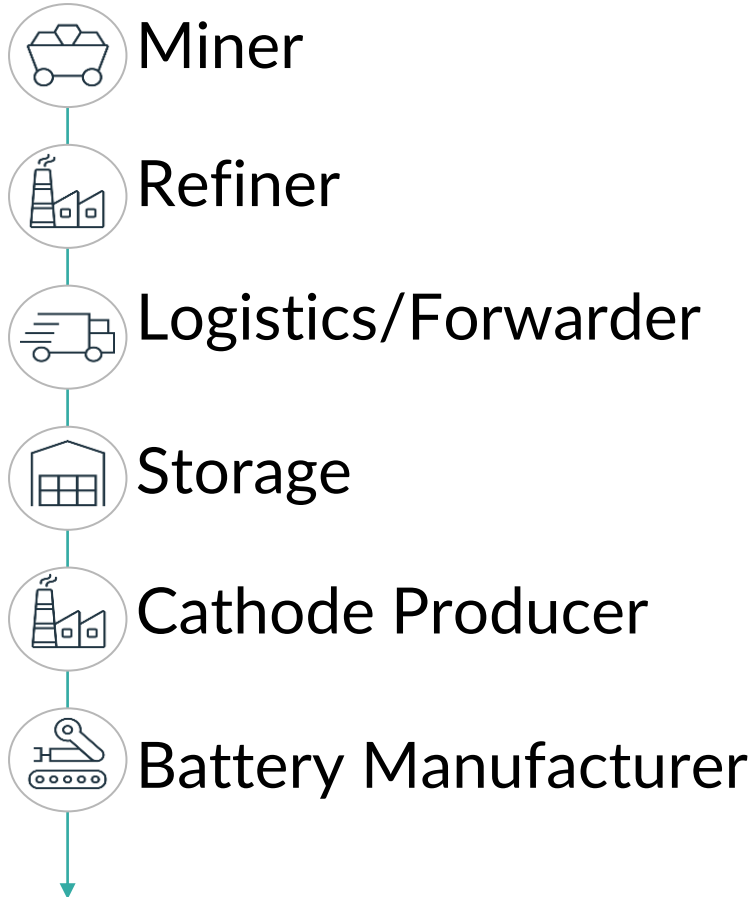 Miner
Refiner
Logistics/Forwarder
Storage
Cathode Producer
Battery Manufacturer